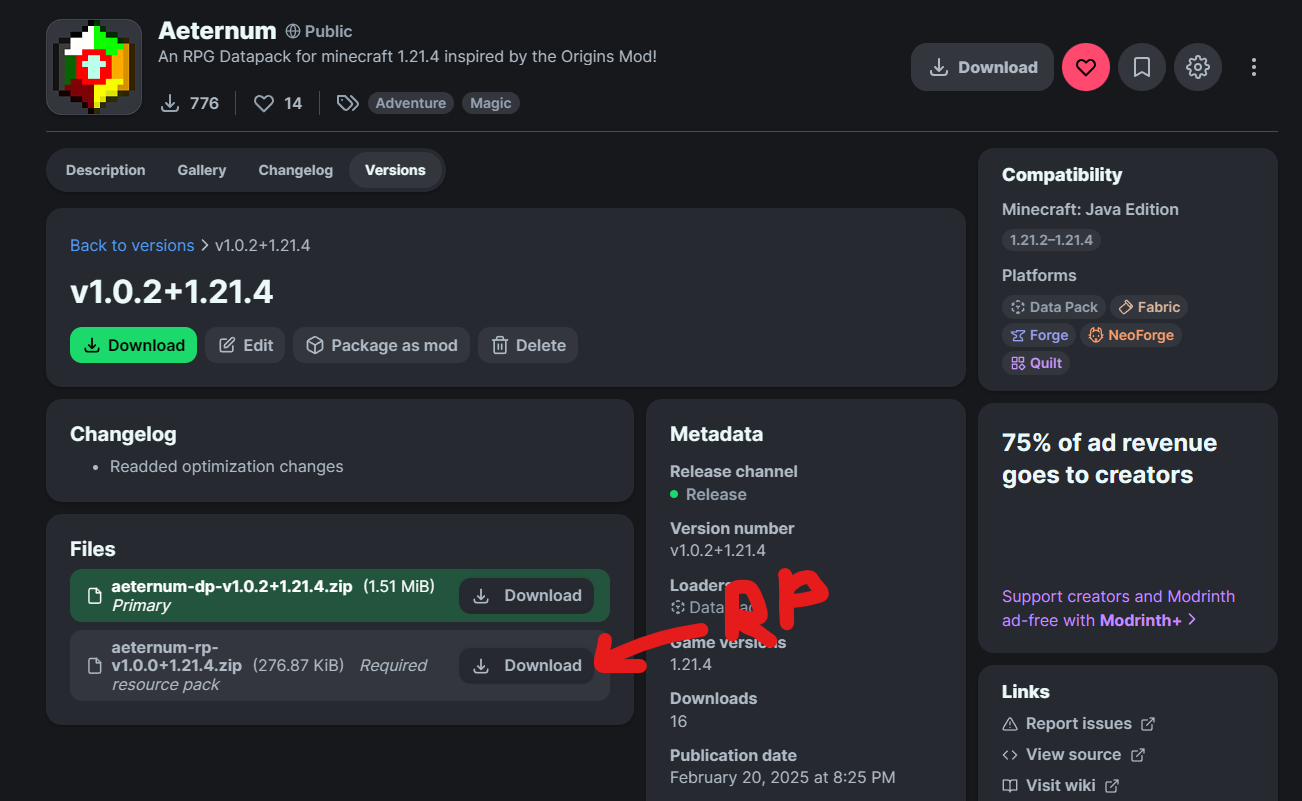 Aeternum Public
An RPG Datapack for minecraft 1.21.4 inspired by the Origins Mod!
776 14 Adventure Magic
Download
Description Gallery Changelog Versions
Back to versions > v1.0.2+1.21.4
v1.0.2+1.21.4
Download Edit Package as mod Delete
Changelog
• Readded optimization changes
Files
aeternum-dp-v1.0.2+1.21.4.zip (1.51 MiB)
Primary
Download
aeternum-rp-
v1.0.0+1.21.4.zip (276.87 KiB) Required
resource pack
Download
RP
Metadata
Release channel
Release
Version number
v1.0.2+1.21.4
Loaders
Data
Game versions
1.21.4
Downloads
16
Publication date
February 20, 2025 at 8:25 PM
Compatibility
Minecraft: Java Edition
1.21.2–1.21.4
Platforms
Data Pack Fabric
Forge NeoForge
Quilt
75% of ad revenue
goes to creators
Support creators and Modrinth
ad-free with Modrinth+ >
Links
Report issues
View source
Visit wiki